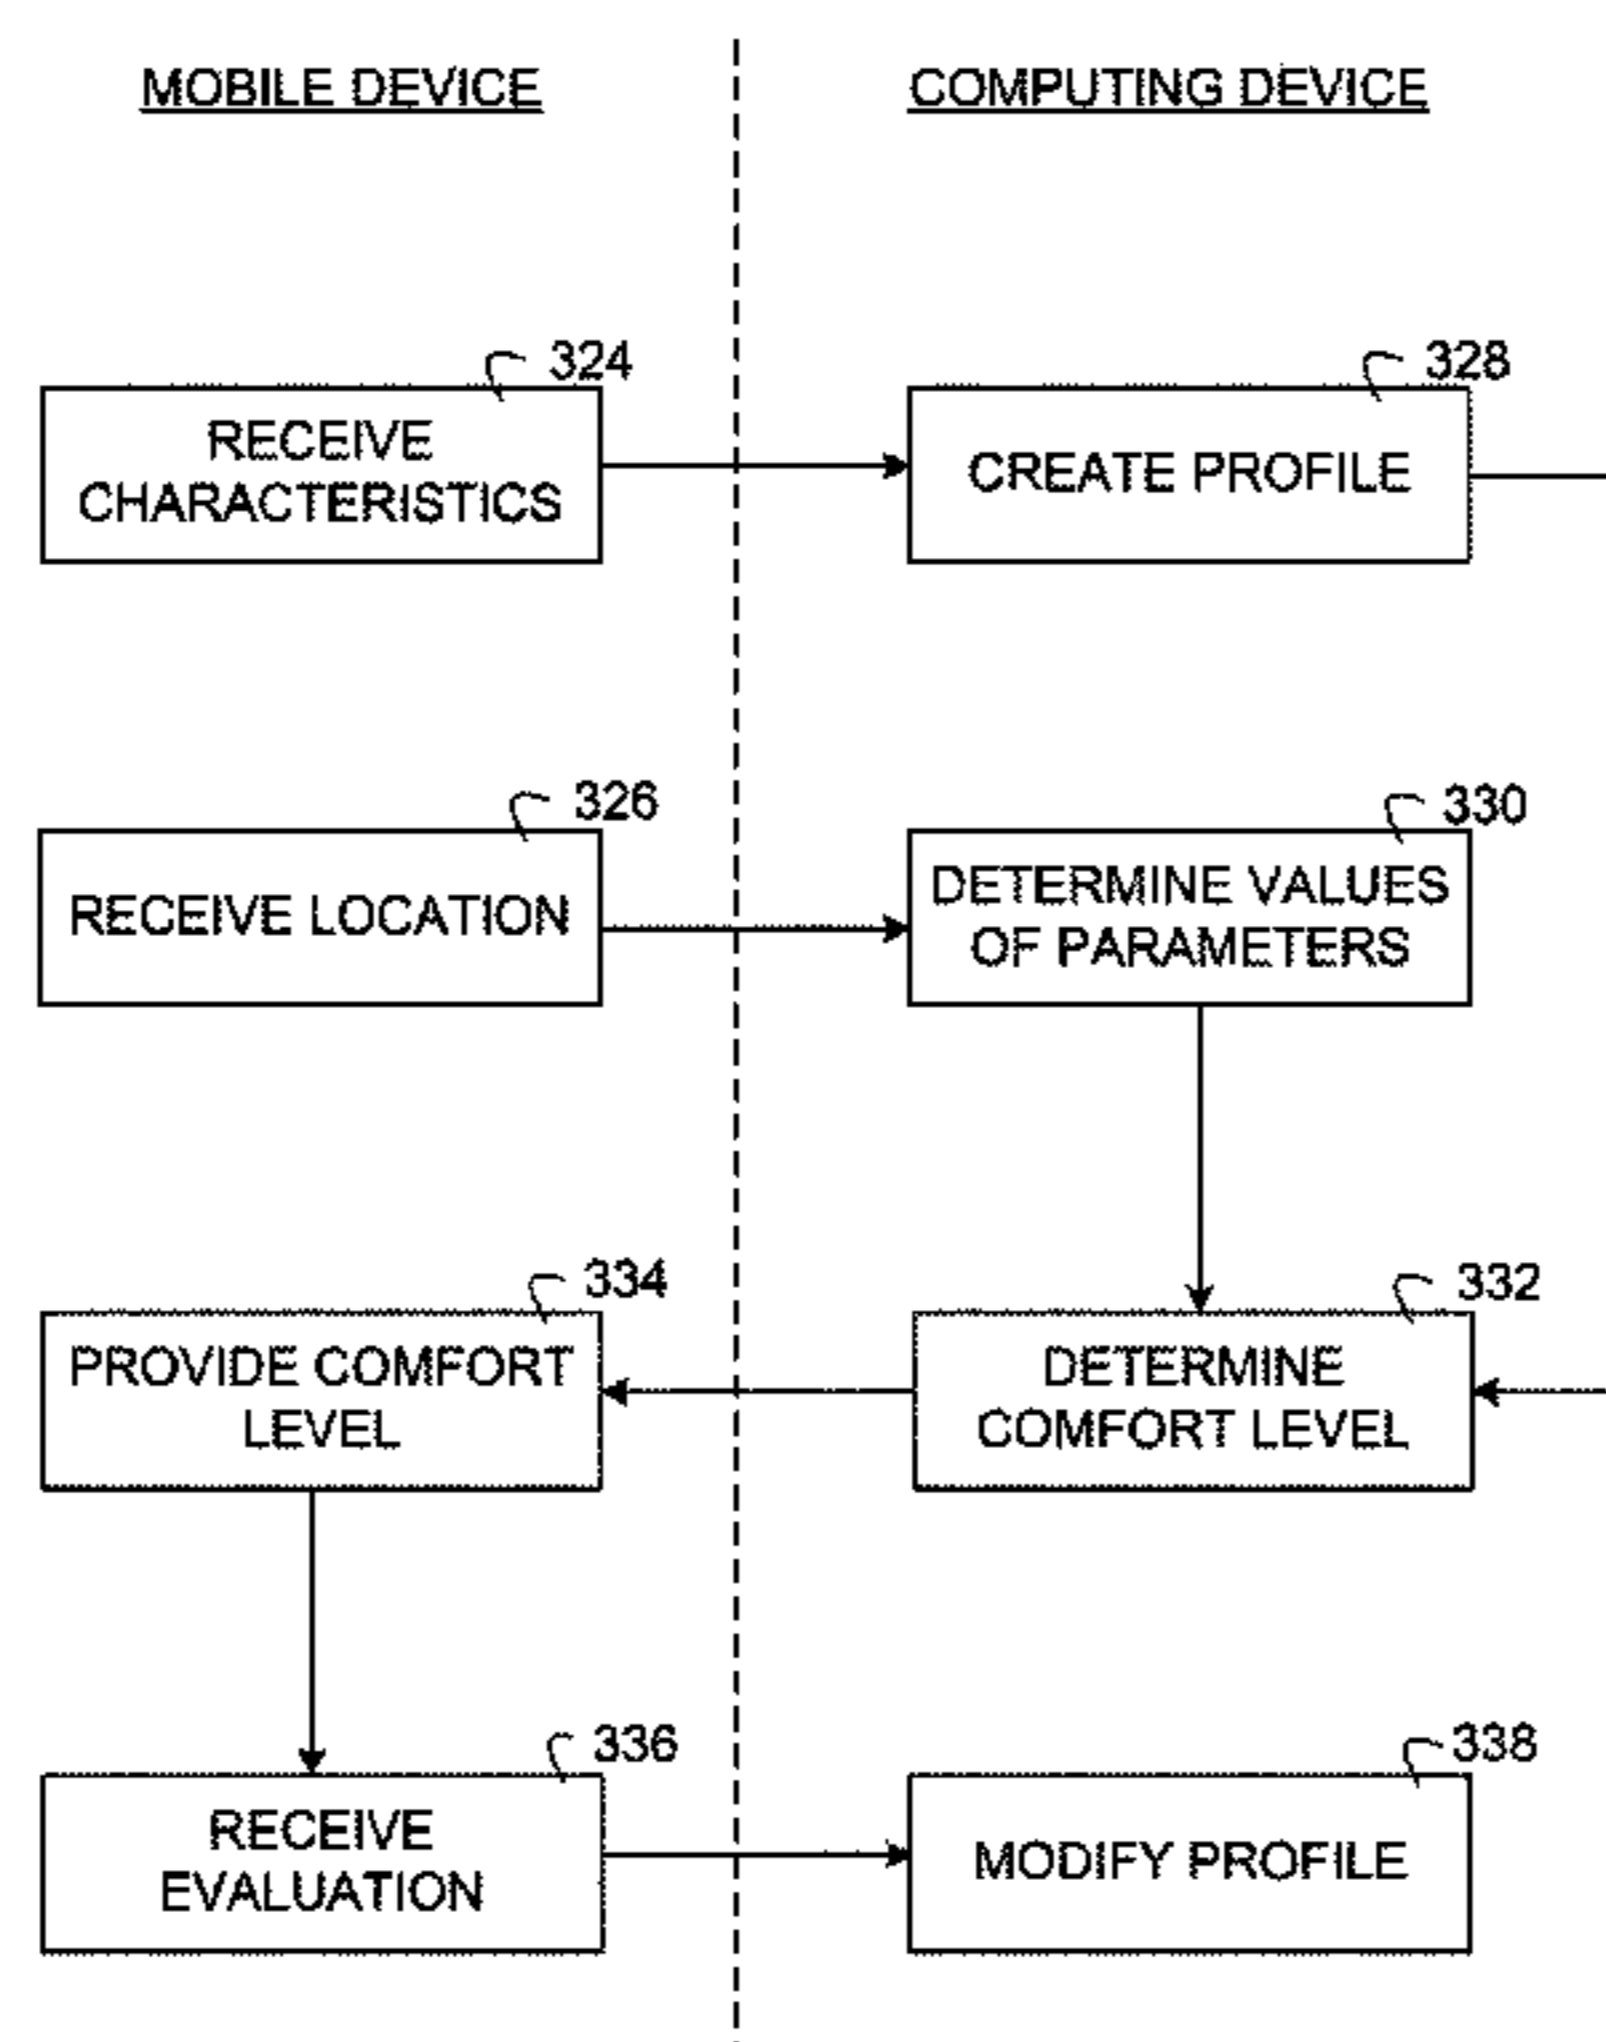 MOBILE DEVICE
COMPUTING DEVICE
324
RECEIVE
CHARACTERISTICS
328
CREATE PROFILE
326
RECEIVE LOCATION
330
DETERMINE VALUES
OF PARAMETERS
334
PROVIDE COMFORT
LEVEL
332
DETERMINE
COMFORT LEVEL
336
RECEIVE
EVALUATION
338
MODIFY PROFILE